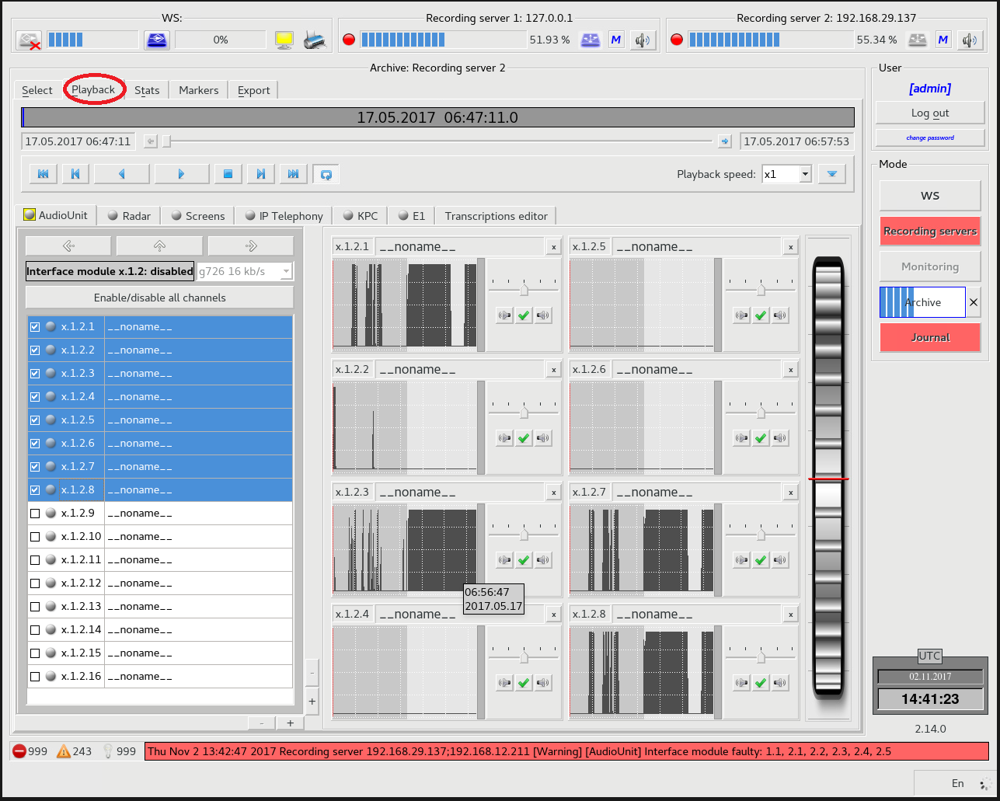 WS:
0%
Recording server 1: 127.0.0.1
51.93 %
M
Recording server 2: 192.168.29.137
55.34 %
M
Archive: Recording server 2
Select
Playback
Stats
Markers
Export
17.05.2017 06:47:11.0
17.05.2017 06:47:11
17.05.2017 06:57:53
Playback speed:
x1
AudioUnit
Radar
Screens
IP Telephony
KPC
E1
Transcriptions editor
Interface module x.1.2: disabled
g726 16 kb/s
Enable/disable all channels
x.1.2.1 __noname__
x.1.2.2 __noname__
x.1.2.3 __noname__
x.1.2.4 __noname__
x.1.2.5 __noname__
x.1.2.6 __noname__
x.1.2.7 __noname__
x.1.2.8 __noname__
x.1.2.9 __noname__
x.1.2.10 __noname__
x.1.2.11 __noname__
x.1.2.12 __noname__
x.1.2.13 __noname__
x.1.2.14 __noname__
x.1.2.15 __noname__
x.1.2.16 __noname__
-
+
-
+
x.1.2.1 __noname__ x
x.1.2.5 __noname__ x
x.1.2.2 __noname__ x
x.1.2.6 __noname__ x
x.1.2.3 __noname__ x
x.1.2.7 __noname__ x
06:56:47
2017.05.17
x.1.2.4 __noname__ x
x.1.2.8 __noname__ x
User
[admin]
Log out
change password
Mode
WS
Recording servers
Monitoring
Archive
Journal
UTC
02.11.2017
14:41:23
2.14.0
999
243
999
Thu Nov 2 13:42:47 2017 Recording server 192.168.29.137;192.168.12.211 [Warning] [AudioUnit] Interface module faulty: 1.1, 2.1, 2.2, 2.3, 2.4, 2.5
En